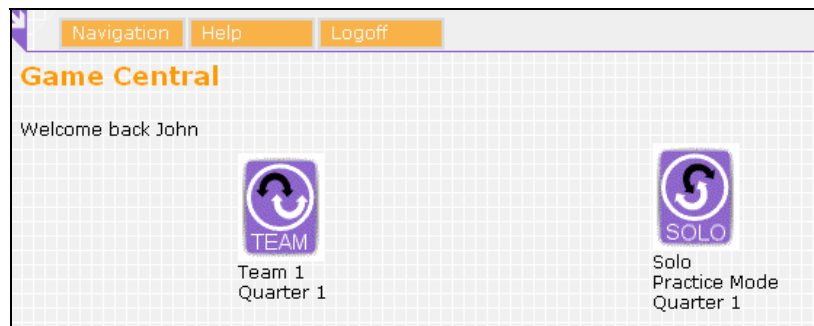 Navigation Help Logoff
Game Central
Welcome back John
TEAM
Team 1
Quarter 1
SOLO
Solo
Practice Mode
Quarter 1